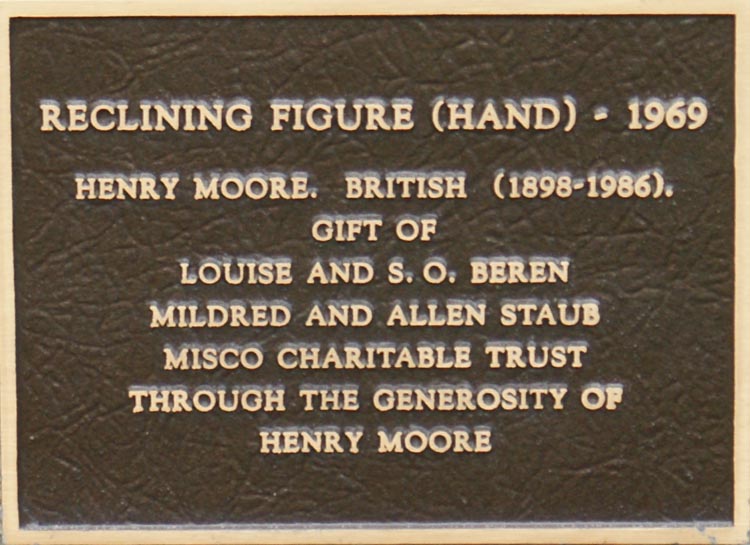 RECLINING FIGURE (HAND) - 1969
HENRY MOORE. BRITISH (1898-1986).
GIFT OF
LOUISE AND S. O. BEREN
MILDRED AND ALLEN STAUB
MISCO CHARITABLE TRUST
THROUGH THE GENEROSITY OF
HENRY MOORE